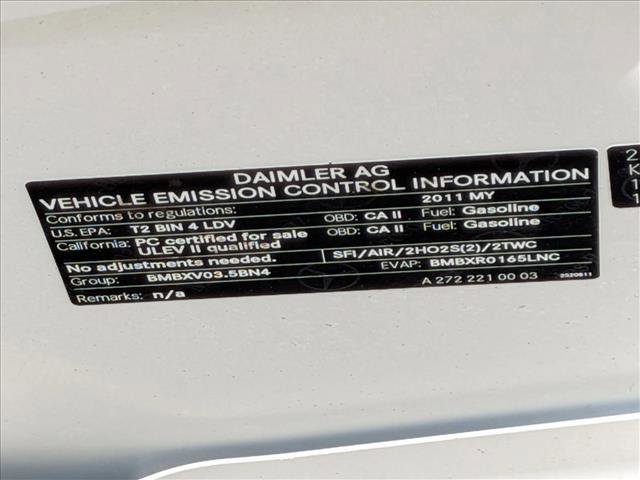 DAIMLER AG
VEHICLE EMISSION CONTROL INFORMATION
Conforms to regulations: 2011 MY
U.S. EPA: T2 BIN 4 LDV OBD: CA II Fuel: Gasoline
California: PC certified for sale OBD: CA II Fuel: Gasoline
ULEV II qualified
No adjustments needed. SFI/AIR/2HO2S(2)/2TWC
Group: BMBXV03.5BN4 EVAP: BMBXR0165LNC
Remarks: n/a A 272 221 00 03
2
K
1